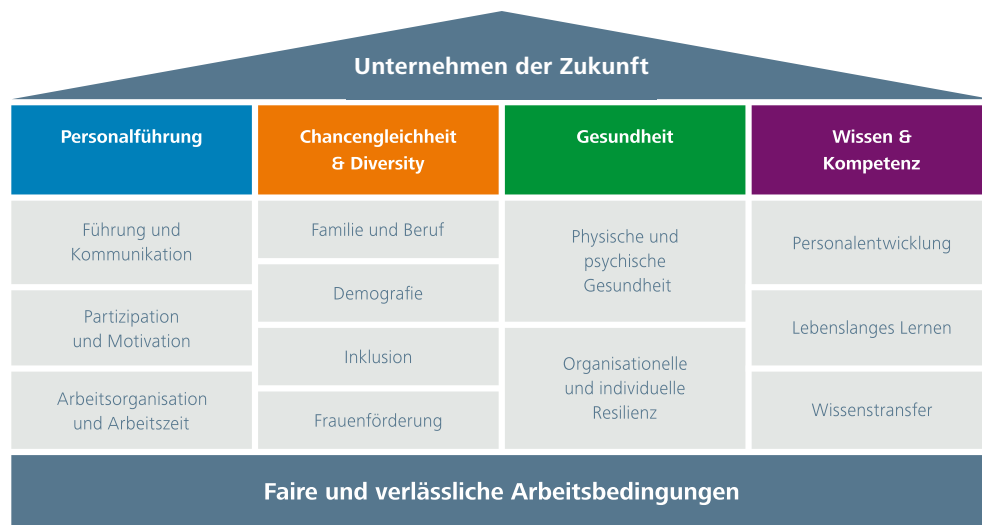 Unternehmen der Zukunft
Personalführung
Führung und
Kommunikation
Partizipation
und Motivation
Arbeitsorganisation
und Arbeitszeit
Chancengleichheit
& Diversity
Familie und Beruf
Demografie
Inklusion
Frauenförderung
Gesundheit
Physische und
psychische
Gesundheit
Organisationelle
und individuelle
Resilienz
Wissen &
Kompetenz
Personalentwicklung
Lebenslanges Lernen
Wissenstransfer
Faire und verlässliche Arbeitsbedingungen